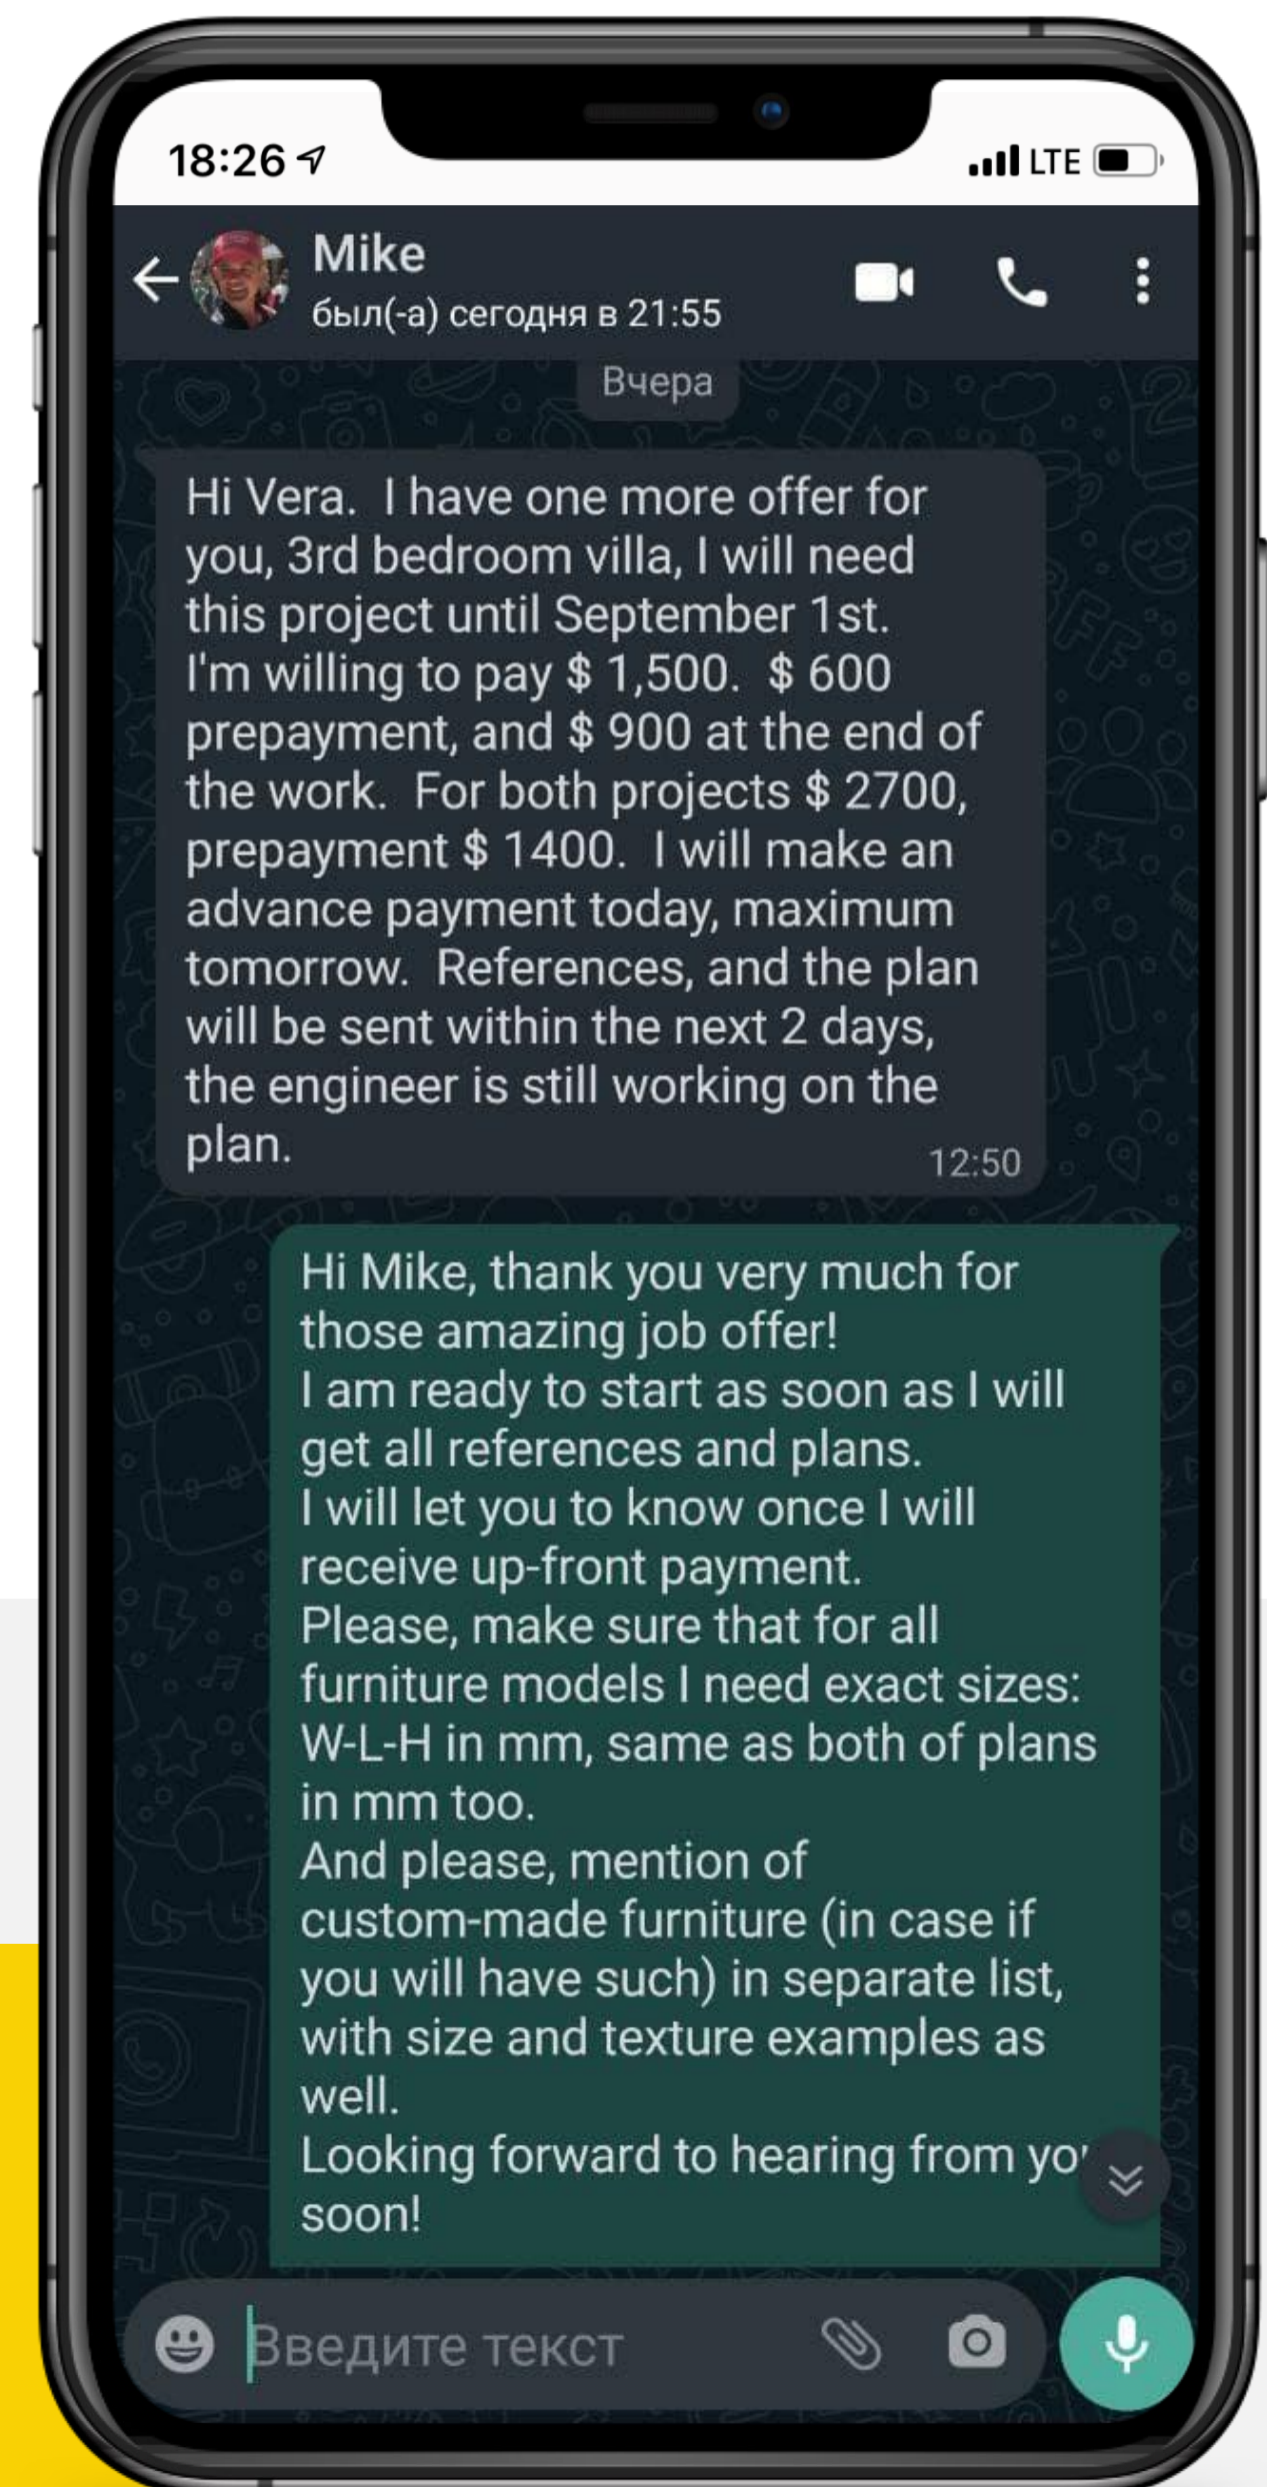 18:26
LTE
Mike
был(-а) сегодня в 21:55
Вчера
Hi Vera. I have one more offer for
you, 3rd bedroom villa, I will need
this project until September 1st.
I'm willing to pay $ 1,500. $ 600
prepayment, and $ 900 at the end of
the work. For both projects $ 2700,
prepayment $ 1400. I will make an
advance payment today, maximum
tomorrow. References, and the plan
will be sent within the next 2 days,
the engineer is still working on the
plan.
12:50
Hi Mike, thank you very much for
those amazing job offer!
I am ready to start as soon as I will
get all references and plans.
I will let you to know once I will
receive up-front payment.
Please, make sure that for all
furniture models I need exact sizes:
W-L-H in mm, same as both of plans
in mm too.
And please, mention of
custom-made furniture (in case if
you will have such) in separate list,
with size and texture examples as
well.
Looking forward to hearing from you
soon!
Введите текст